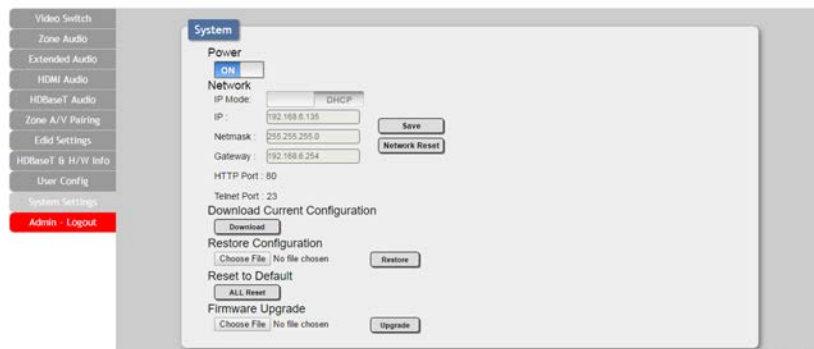 Video Switch
Zone Audio
Extended Audio
HDMI Audio
HDBaseT Audio
Zone A/V Pairing
Edid Settings
HDBaseT & H/W Info
User Config
System Settings
Admin - Logout
System
Power
ON
Network
IP Mode: DHCP
IP : 192.168.6.135
Netmask : 255.255.255.0
Gateway : 192.168.6.254
Save
Network Reset
HTTP Port : 80
Telnet Port : 23
Download Current Configuration
Download
Restore Configuration
Choose File No file chosen Restore
Reset to Default
ALL Reset
Firmware Upgrade
Choose File No file chosen Upgrade